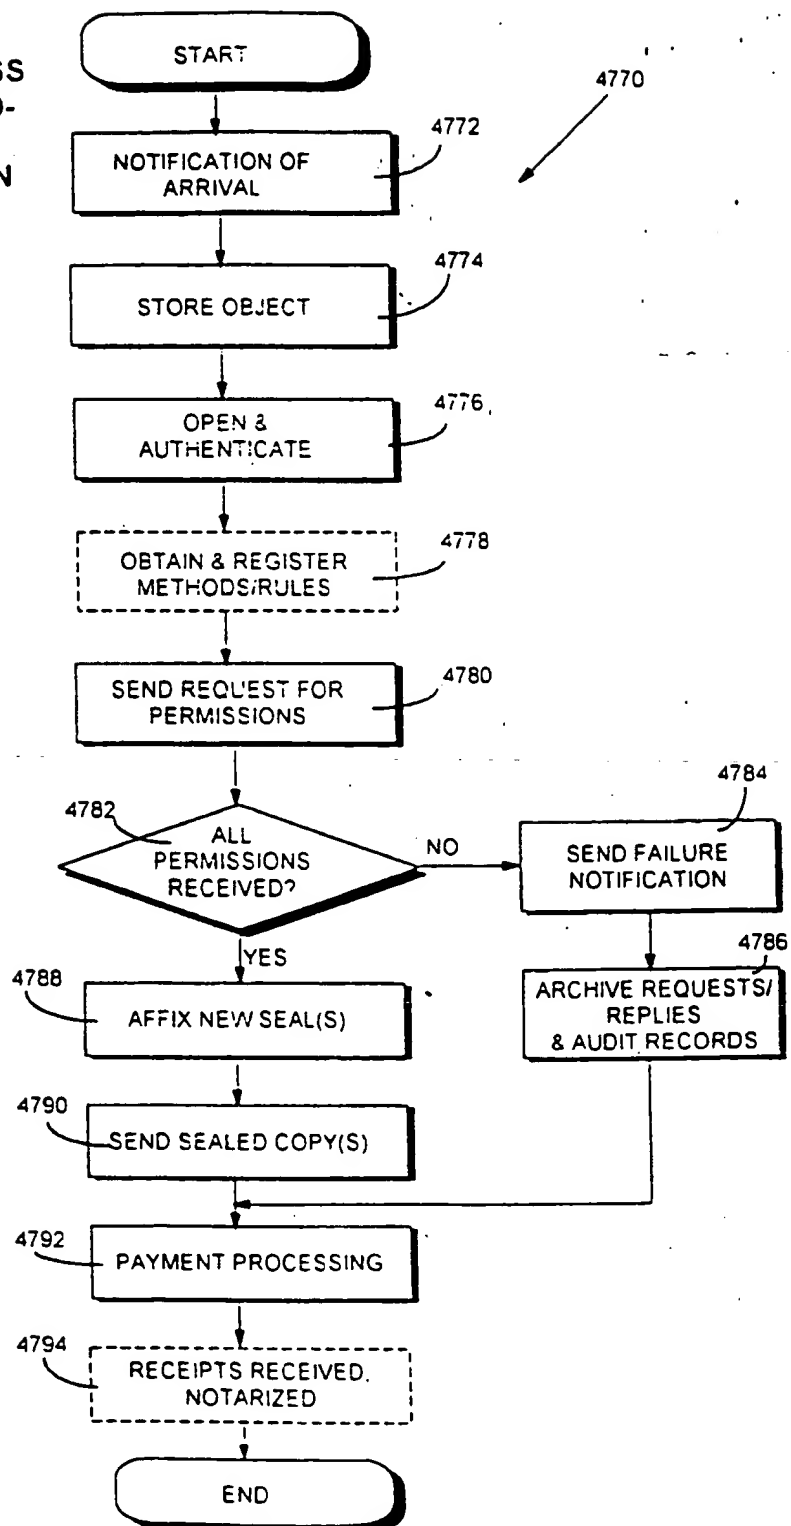 START
4770
4772
NOTIFICATION OF
ARRIVAL
4774
STORE OBJECT
4776
OPEN &
AUTHENTICATE
4778
OBTAIN & REGISTER
METHODS/RULES
4780
SEND REQUEST FOR
PERMISSIONS
4782
ALL
PERMISSIONS
RECEIVED?
NO
4784
SEND FAILURE
NOTIFICATION
YES
4786
ARCHIVE REQUESTS/
REPLIES
& AUDIT RECORDS
4788
AFFIX NEW SEAL(S)
4790
SEND SEALED COPY(S)
4792
PAYMENT PROCESSING
4794
RECEIPTS RECEIVED,
NOTARIZED
END